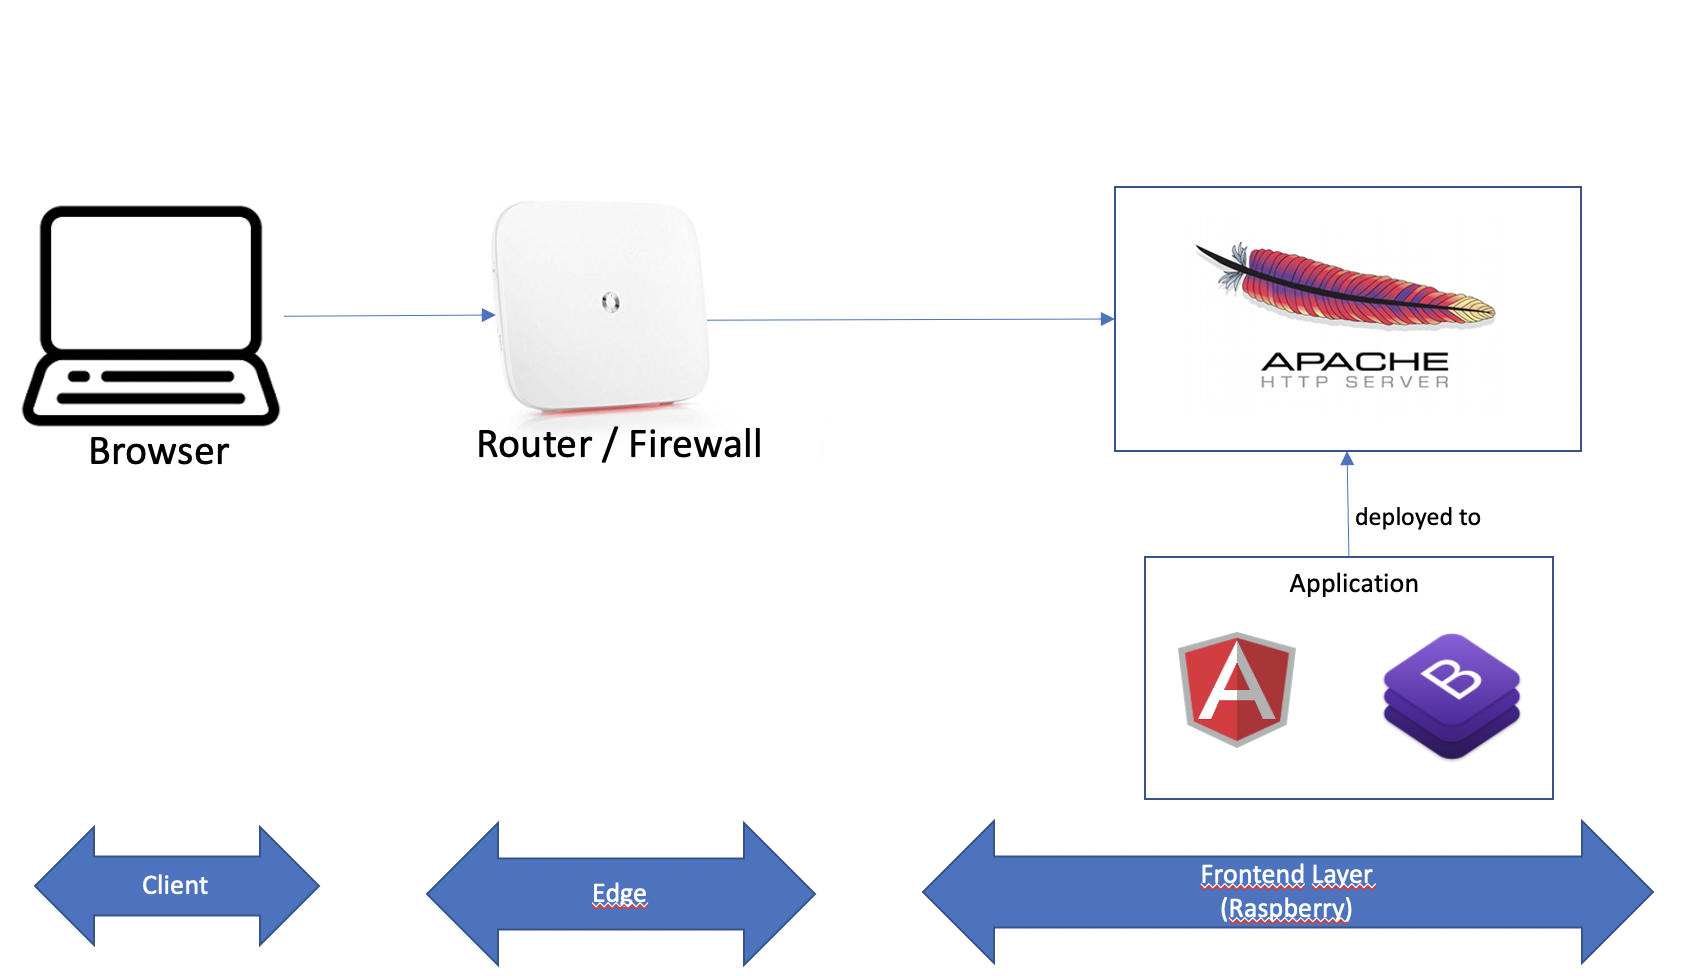 APACHE
HTTP SERVER
Browser
Router / Firewall
deployed to
Application
A
B
Client
Edge
Frontend Layer
(Raspberry)